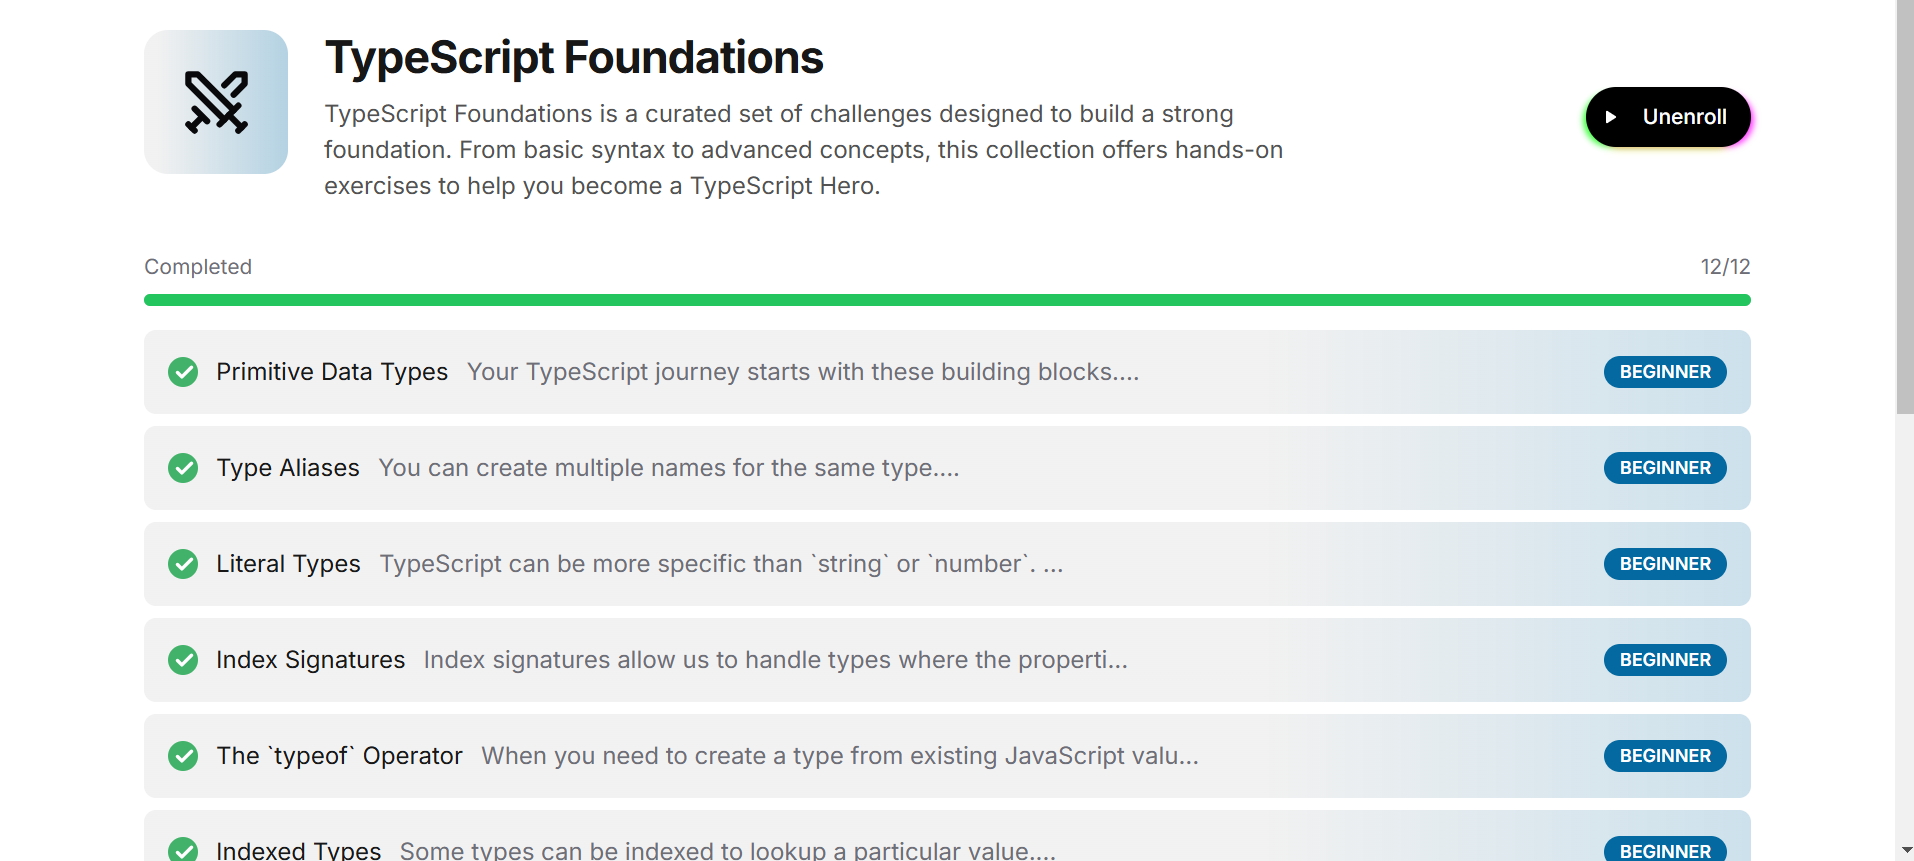 TypeScript Foundations
TypeScript Foundations is a curated set of challenges designed to build a strong
foundation. From basic syntax to advanced concepts, this collection offers hands-on
exercises to help you become a TypeScript Hero.
Unenroll
Completed 12/12
Primitive Data Types Your TypeScript journey starts with these building blocks.... BEGINNER
Type Aliases You can create multiple names for the same type.... BEGINNER
Literal Types TypeScript can be more specific than `string` or `number`. ... BEGINNER
Index Signatures Index signatures allow us to handle types where the properti... BEGINNER
The `typeof` Operator When you need to create a type from existing JavaScript valu... BEGINNER
Indexed Types Some types can be indexed to lookup a particular value.... BEGINNER